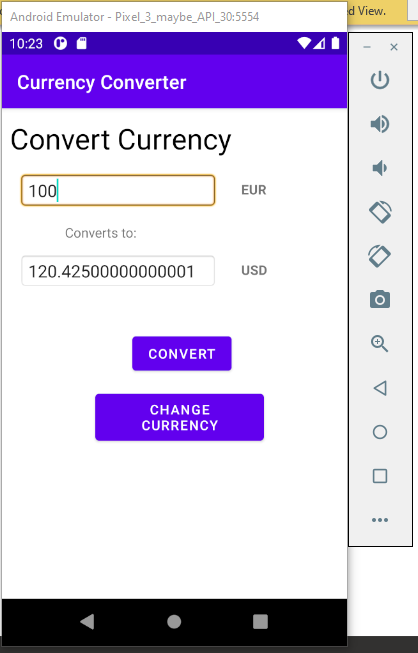 Android Emulator - Pixel_3_maybe_API_30:5554
d View.
10:23
Currency Converter
Convert Currency
100
EUR
Converts to:
120.42500000000001
USD
CONVERT
CHANGE
CURRENCY